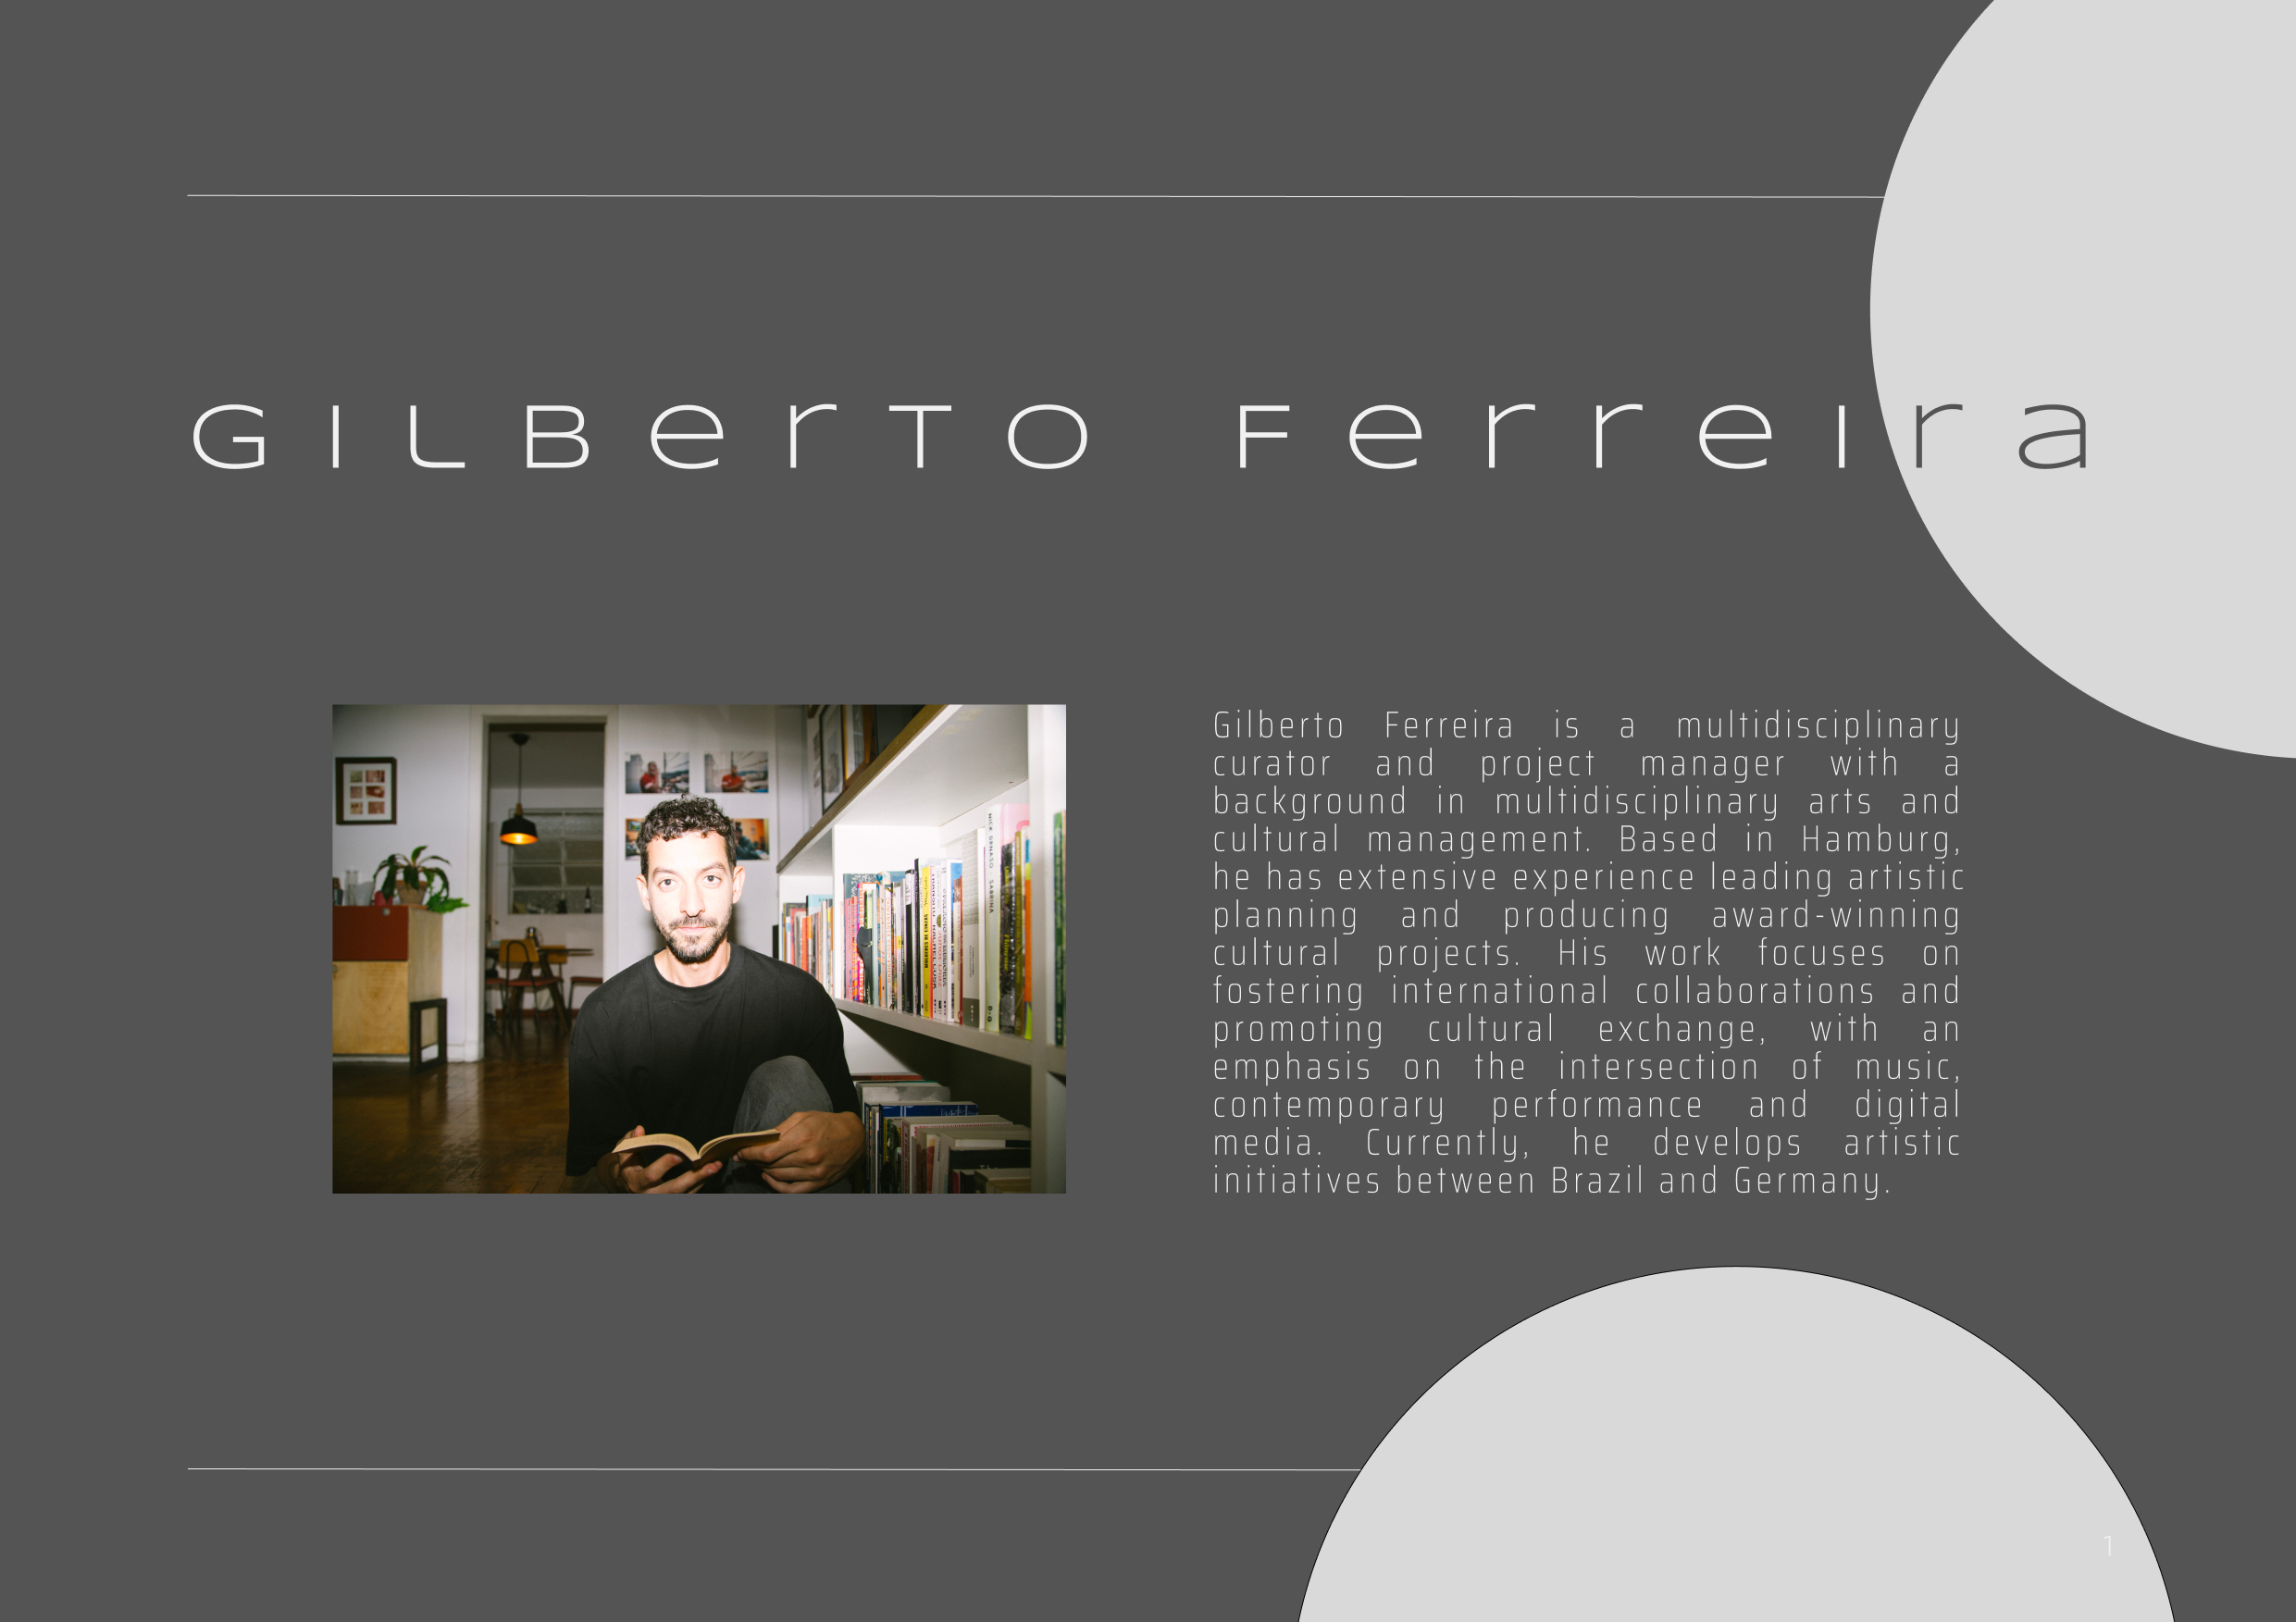 GILBerTO Ferreira
Gilberto Ferreira is a multidisciplinary
curator and project manager with a
background in multidisciplinary arts and
cultural management. Based in Hamburg,
he has extensive experience leading artistic
planning and producing award-winning
cultural projects. His work focuses on
fostering international collaborations and
promoting cultural exchange, with an
emphasis on the intersection of music,
contemporary performance and digital
media. Currently, he develops artistic
initiatives between Brazil and Germany.
NICK DRNASO SABRINA
1